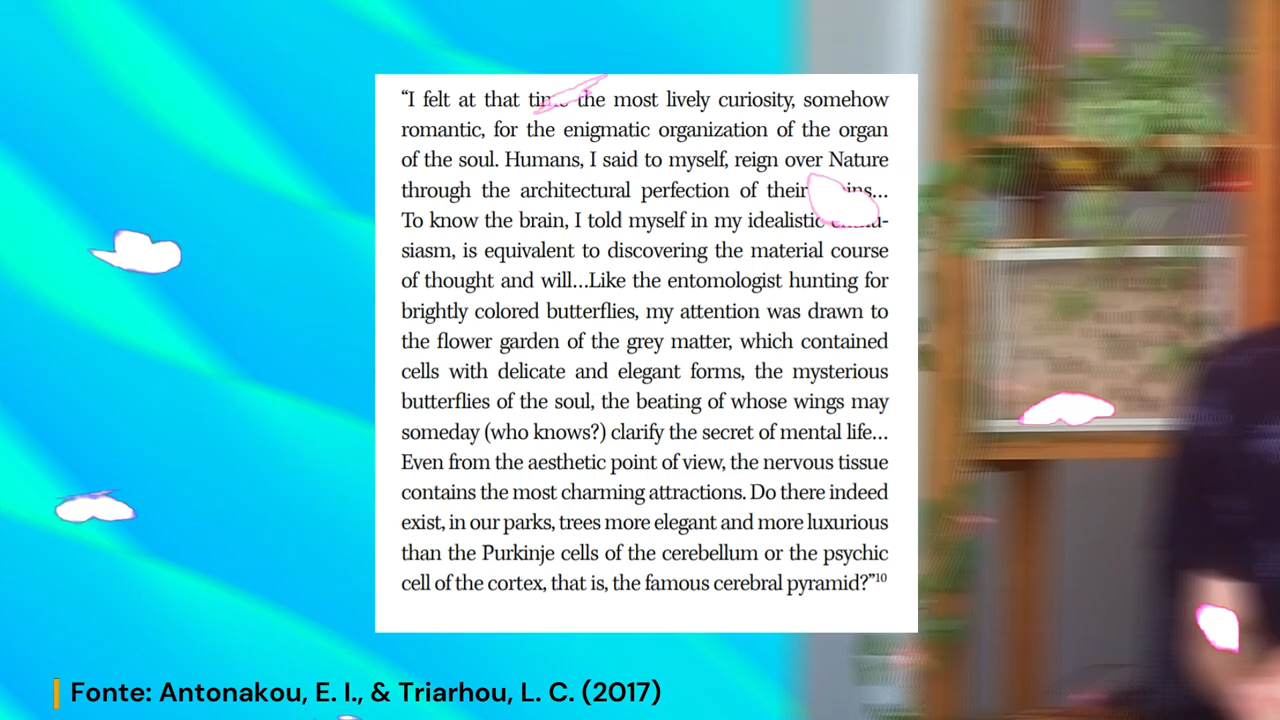 “I felt at that the most lively curiosity, somehow
romantic, for the enigmatic organization of the organ
of the soul. Humans, I said to myself, reign over Nature
through the architectural perfection of their
To know the brain, I told myself in my idealistic
siasm, is equivalent to discovering the material course
of thought and will...Like the entomologist hunting for
brightly colored butterflies, my attention was drawn to
the flower garden of the grey matter, which contained
cells with delicate and elegant forms, the mysterious
butterflies of the soul, the beating of whose wings may
someday (who knows?) clarify the secret of mental life...
Even from the aesthetic point of view, the nervous tissue
contains the most charming attractions. Do there indeed
exist, in our parks, trees more elegant and more luxurious
than the Purkinje cells of the cerebellum or the psychic
cell of the cortex, that is, the famous cerebral pyramid?”10
Fonte: Antonakou, E. I., & Triarhou, L. C. (2017)